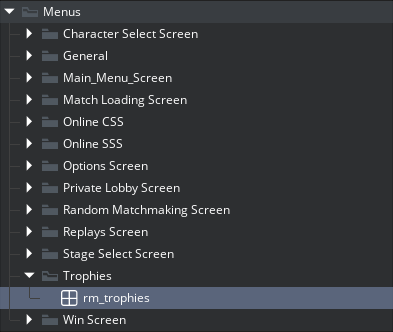 Menus
Character Select Screen
General
Main_Menu_Screen
Match Loading Screen
Online CSS
Online SSS
Options Screen
Private Lobby Screen
Random Matchmaking Screen
Replays Screen
Stage Select Screen
Trophies
rm_trophies
Win Screen